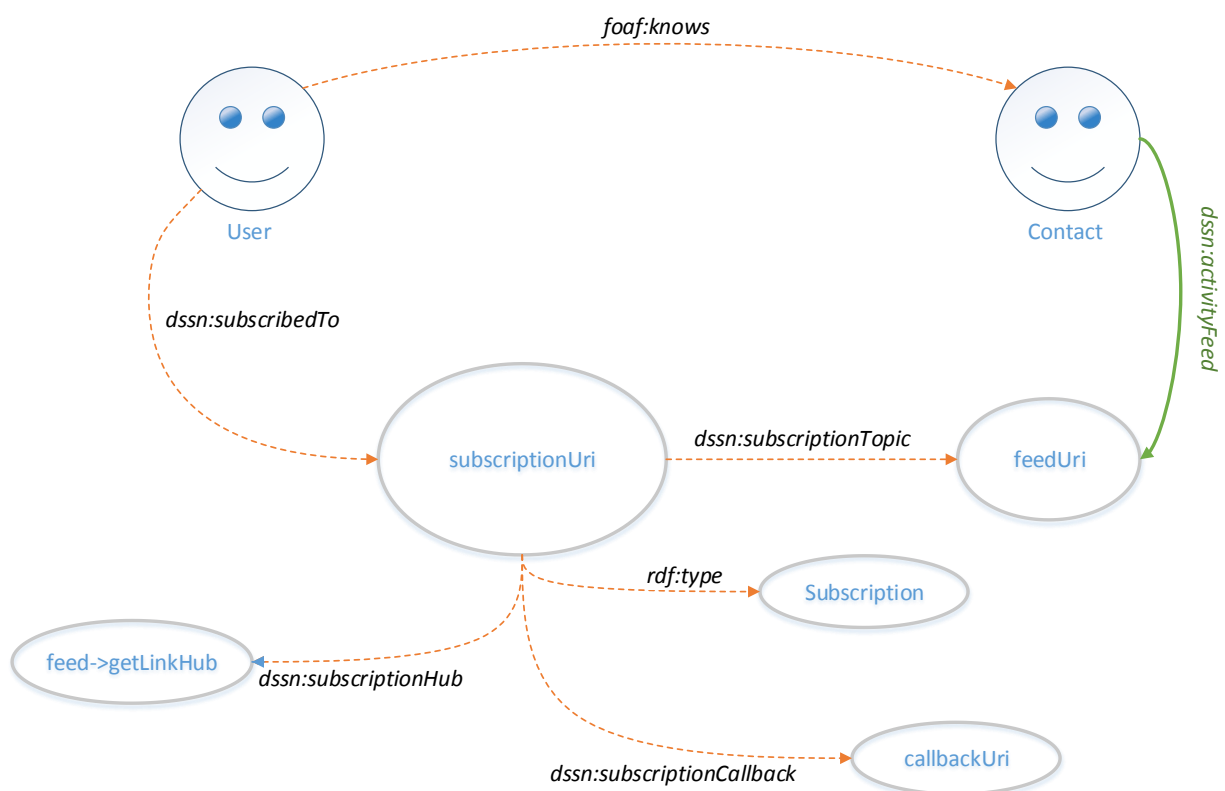 foaf:knows
User
Contact
dssn:activityFeed
dssn:subscribedTo
subscriptionUri
dssn:subscriptionTopic
feedUri
rdf:type
Subscription
feed->getLinkHub
dssn:subscriptionHub
callbackUri
dssn:subscriptionCallback